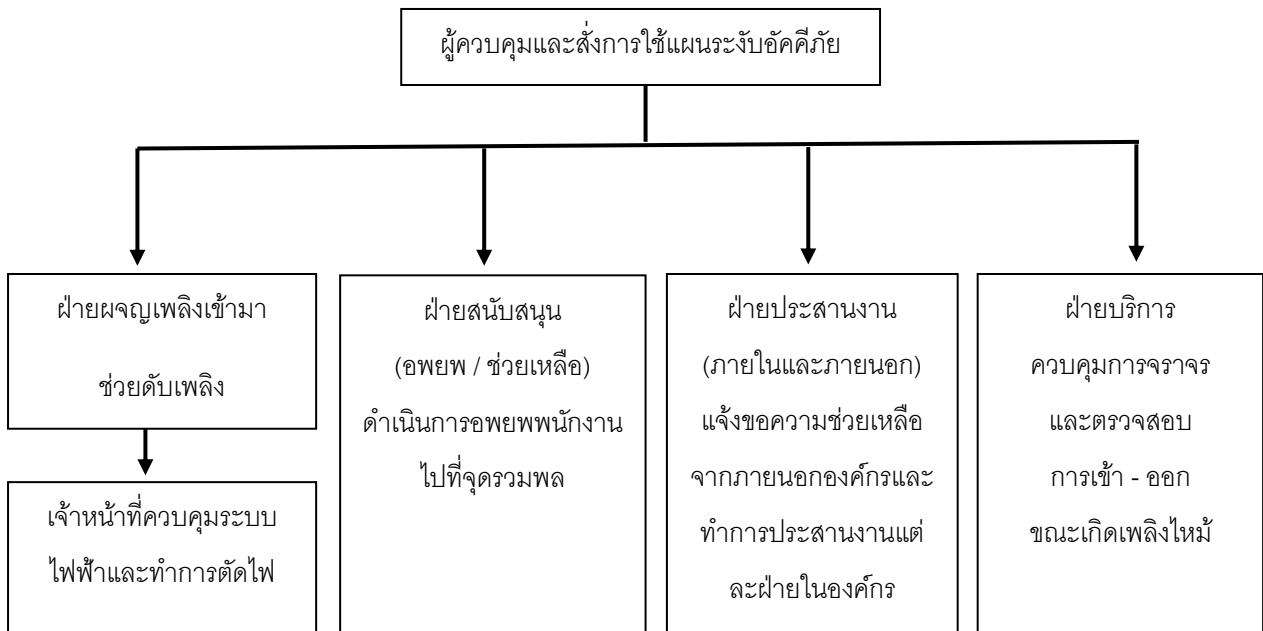 ผู้ควบคุมและสั่งการใช้แผนระงับอัคคีภัย
ฝ่ายผจญเพลิงเข้ามา
ช่วยดับเพลิง
เจ้าหน้าที่ควบคุมระบบ
ไฟฟ้าและทำการตัดไฟ
ฝ่ายสนับสนุน
(อพยพ / ช่วยเหลือ)
ดำเนินการอพยพพนักงาน
ไปที่จุดรวมพล
ฝ่ายประสานงาน
(ภายในและภายนอก)
แจ้งขอความช่วยเหลือ
จากภายนอกองค์กรและ
ทำการประสานงานแต่
ละฝ่ายในองค์กร
ฝ่ายบริการ
ควบคุมการจราจร
และตรวจสอบ
การเข้า - ออก
ขณะเกิดเพลิงไหม้